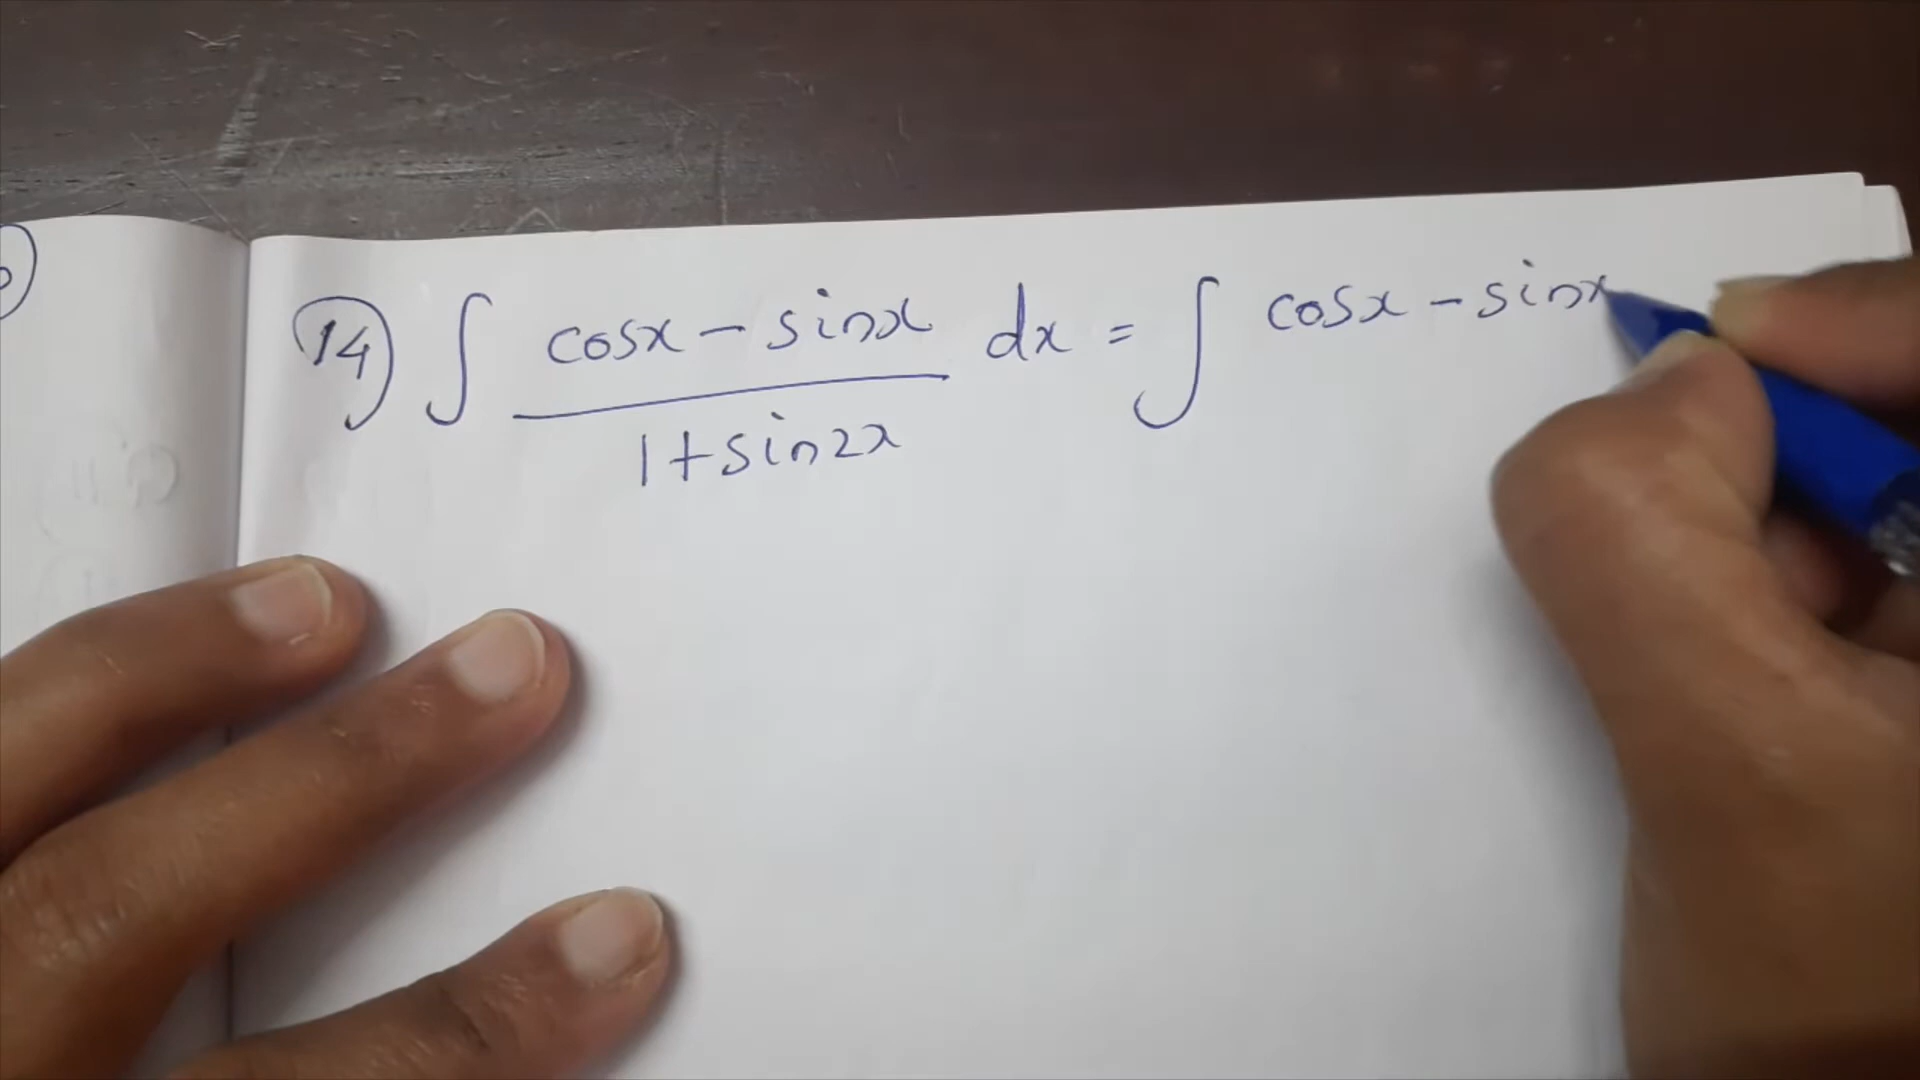 14) ∫ (cosx − sinx)/(1 + sin2x) dx = ∫ cosx − sinx